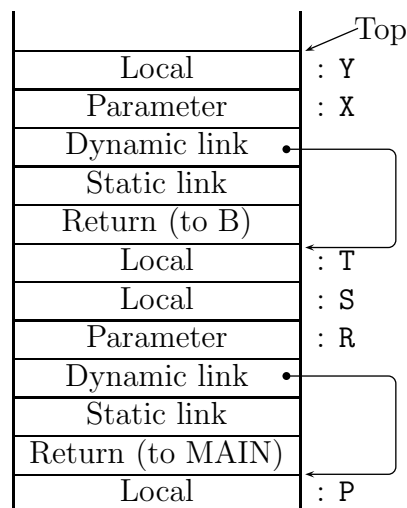 Top
Local : Y
Parameter : X
Dynamic link
Static link
Return (to B)
Local : T
Local : S
Parameter : R
Dynamic link
Static link
Return (to MAIN)
Local : P